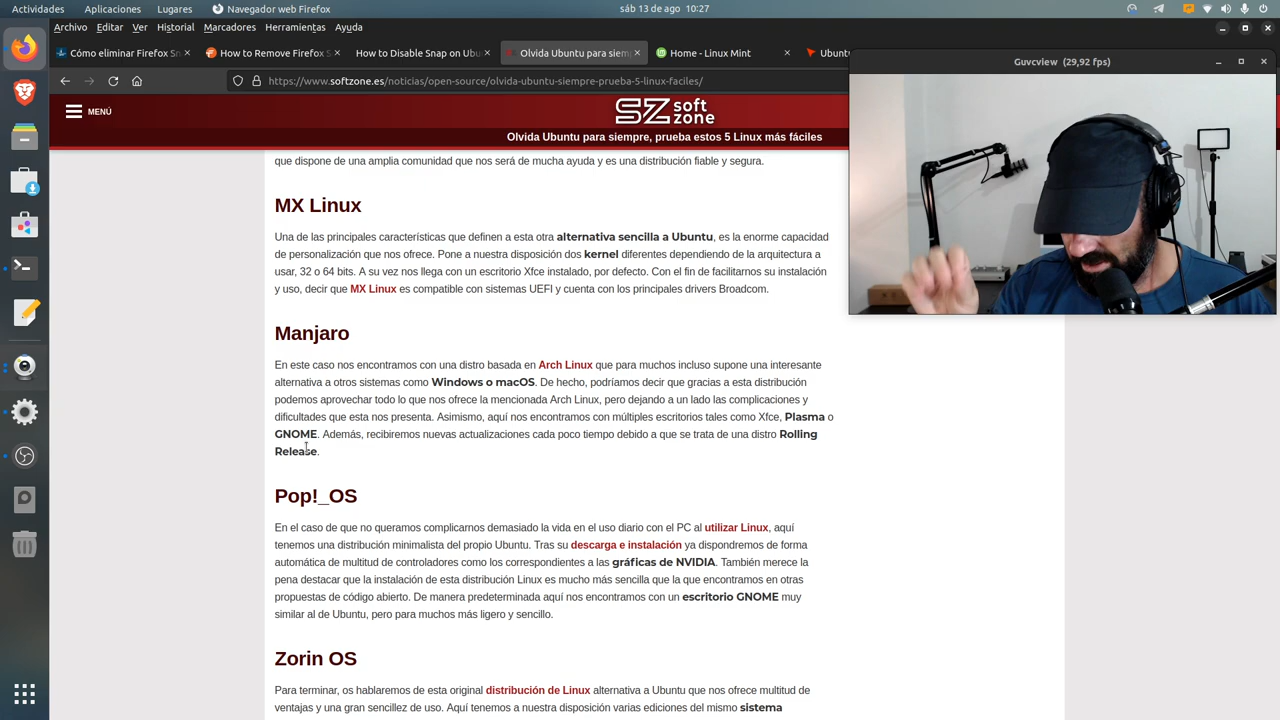 Actividades
Aplicaciones
Lugares
Navegador web Firefox
sáb 13 de ago 10:27
Archivo Editar Ver Historial Marcadores Herramientas Ayuda
Cómo eliminar Firefox Sn
How to Remove Firefox S
How to Disable Snap on Ubu
Olvida Ubuntu para siem
Home - Linux Mint
Ubunt
https://www.softzone.es/noticias/open-source/olvida-ubuntu-siempre-prueba-5-linux-faciles/
Guvcview (29,92 fps)
MENÚ
SZ soft zone
Olvida Ubuntu para siempre, prueba estos 5 Linux más fáciles
que dispone de una amplia comunidad que nos será de mucha ayuda y es una distribución fiable y segura.
MX Linux
Una de las principales características que definen a esta otra alternativa sencilla a Ubuntu, es la enorme capacidad
de personalización que nos ofrece. Pone a nuestra disposición dos kernel diferentes dependiendo de la arquitectura a
usar, 32 o 64 bits. A su vez nos llega con un escritorio Xfce instalado, por defecto. Con el fin de facilitarnos su instalación
y uso, decir que MX Linux es compatible con sistemas UEFI y cuenta con los principales drivers Broadcom.
Manjaro
En este caso nos encontramos con una distro basada en Arch Linux que para muchos incluso supone una interesante
alternativa a otros sistemas como Windows o macOS. De hecho, podríamos decir que gracias a esta distribución
podemos aprovechar todo lo que nos ofrece la mencionada Arch Linux, pero dejando a un lado las complicaciones y
dificultades que esta nos presenta. Asimismo, aquí nos encontramos con múltiples escritorios tales como Xfce, Plasma o
GNOME. Además, recibiremos nuevas actualizaciones cada poco tiempo debido a que se trata de una distro Rolling
Release.
Pop!_OS
En el caso de que no queramos complicarnos demasiado la vida en el uso diario con el PC al utilizar Linux, aquí
tenemos una distribución minimalista del propio Ubuntu. Tras su descarga e instalación ya dispondremos de forma
automática de multitud de controladores como los correspondientes a las gráficas de NVIDIA. También merece la
pena destacar que la instalación de esta distribución Linux es mucho más sencilla que la que encontramos en otras
propuestas de código abierto. De manera predeterminada aquí nos encontramos con un escritorio GNOME muy
similar al de Ubuntu, pero para muchos más ligero y sencillo.
Zorin OS
Para terminar, os hablaremos de esta original distribución de Linux alternativa a Ubuntu que nos ofrece multitud de
ventajas y una gran sencillez de uso. Aquí tenemos a nuestra disposición varias ediciones del mismo sistema